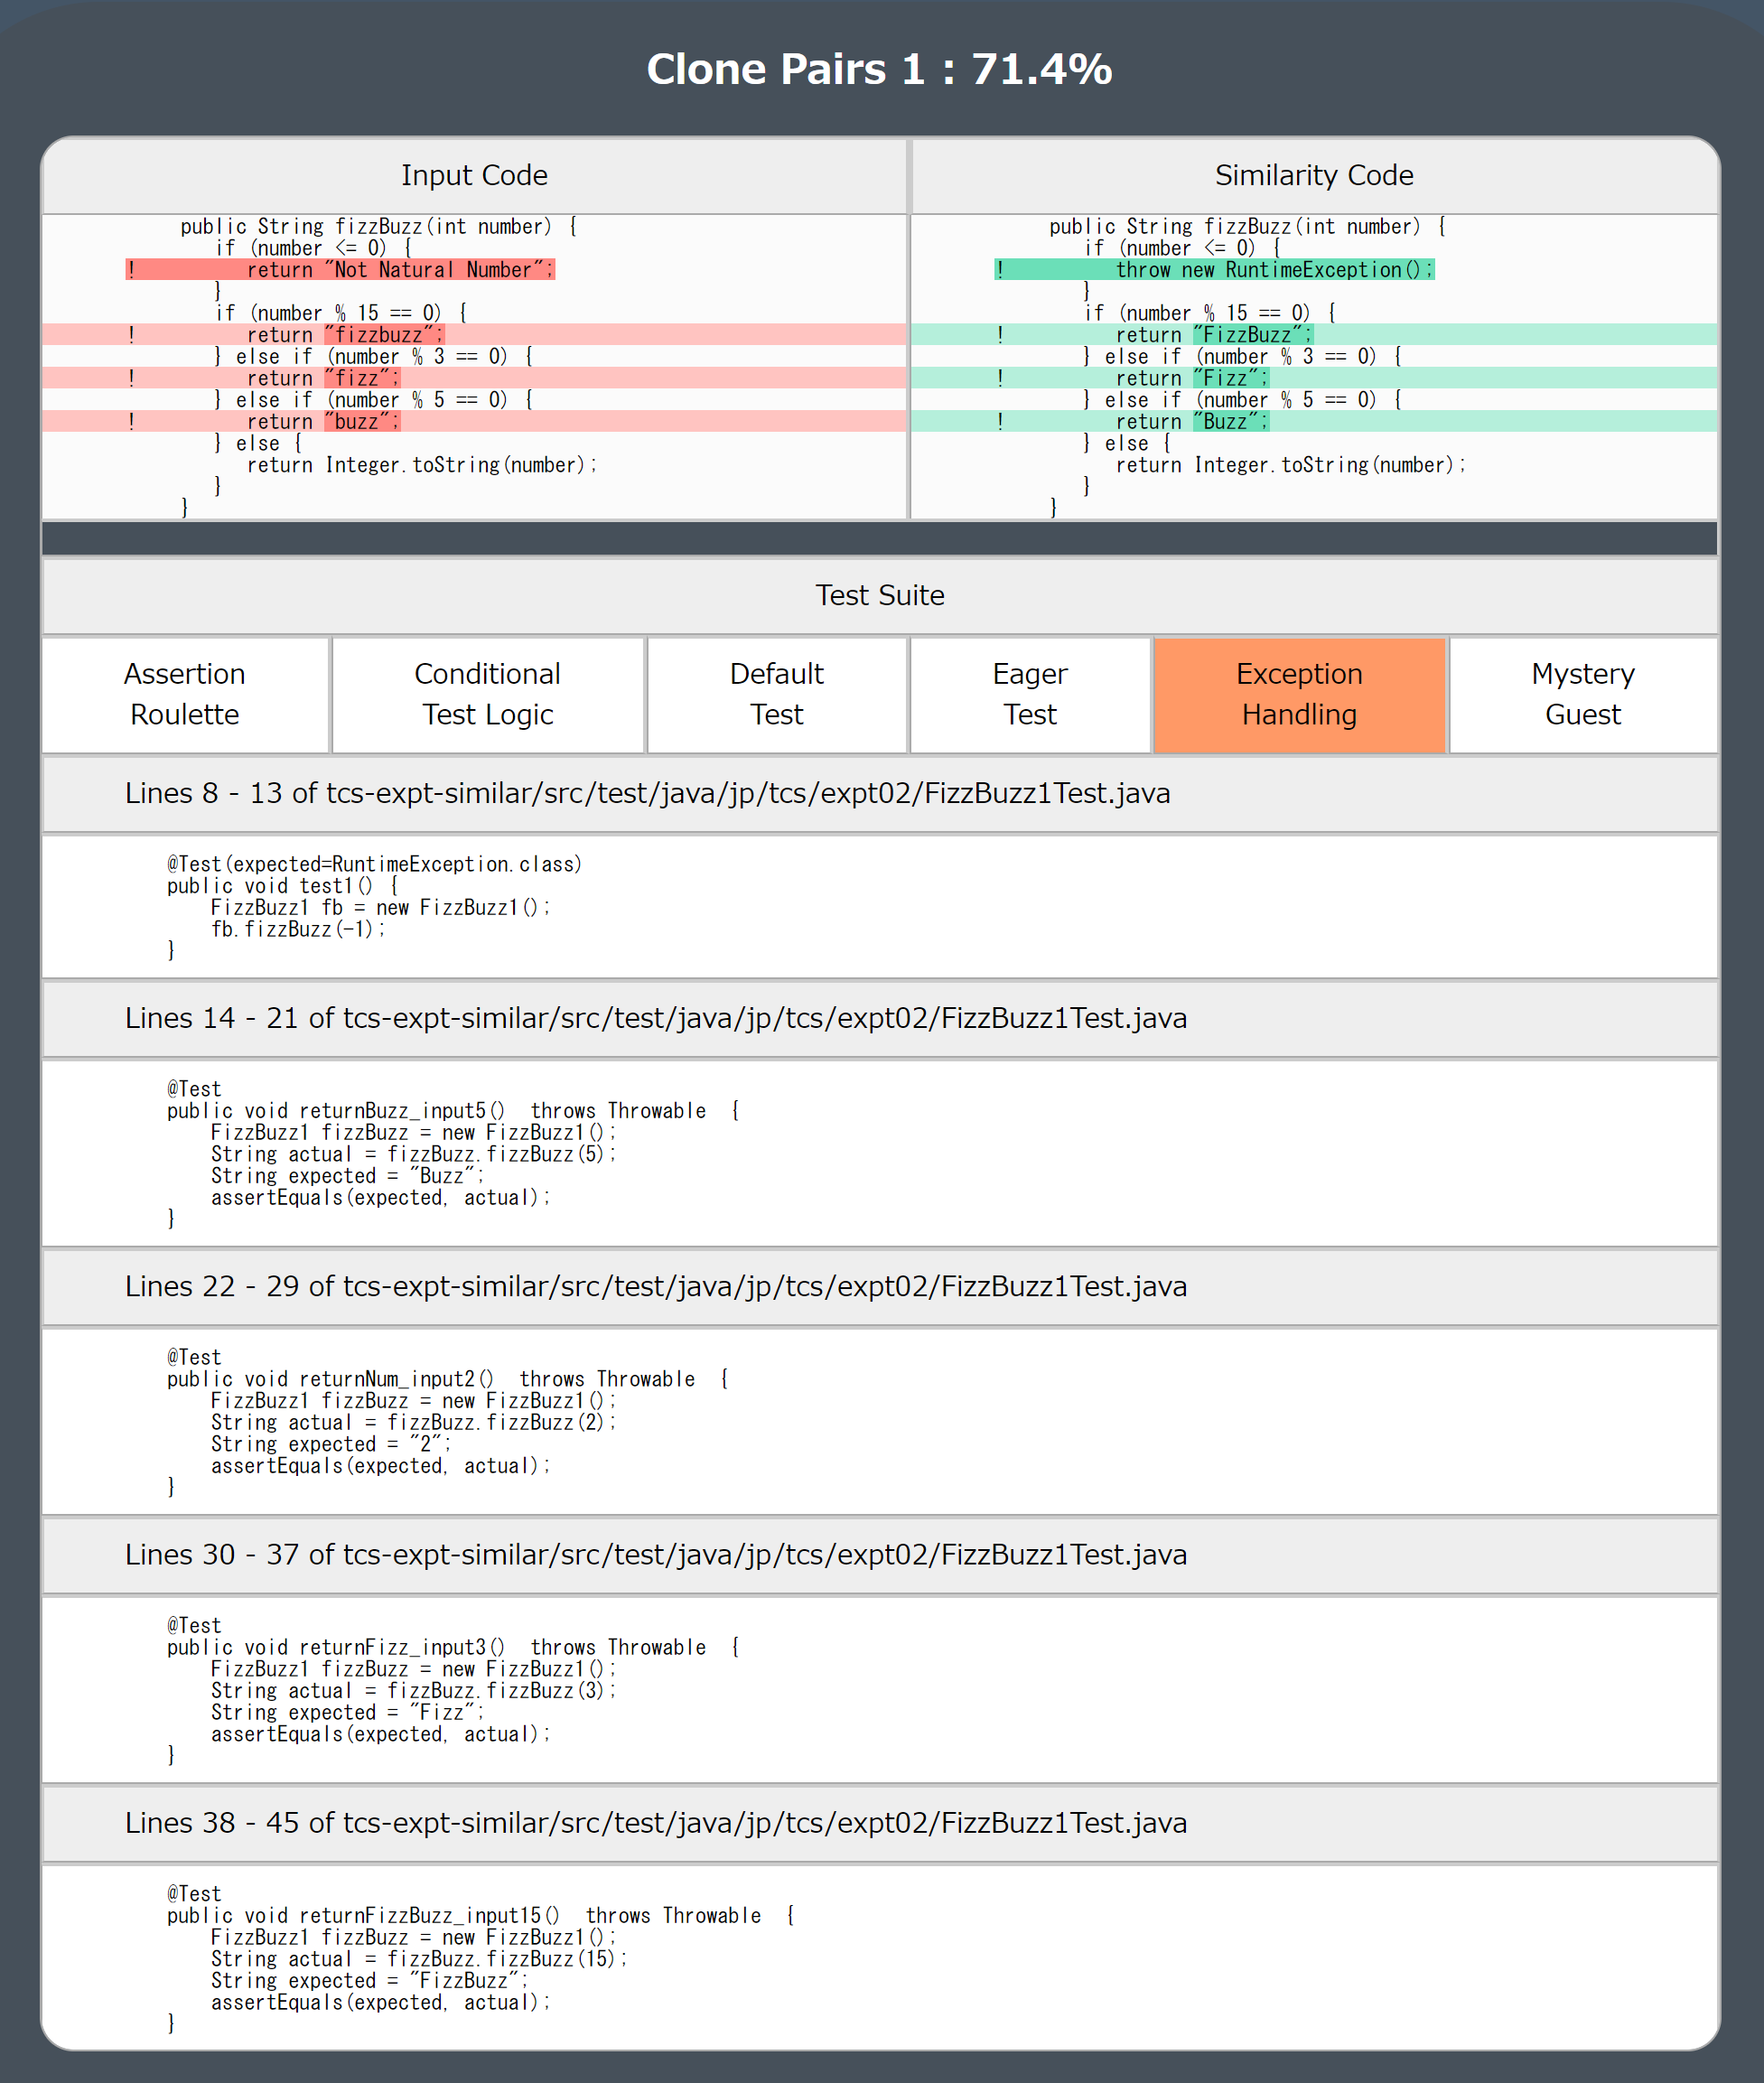 Clone Pairs 1 : 71.4%
Input Code
public String fizzBuzz(int number) {
if (number <= 0) {
! return "Not Natural Number";
}
if (number % 15 == 0) {
! return "fizzbuzz";
} else if (number % 3 == 0) {
! return "fizz";
} else if (number % 5 == 0) {
! return "buzz";
} else {
return Integer.toString(number);
}
}
Similarity Code
public String fizzBuzz(int number) {
if (number <= 0) {
! throw new RuntimeException();
}
if (number % 15 == 0) {
! return "FizzBuzz";
} else if (number % 3 == 0) {
! return "Fizz";
} else if (number % 5 == 0) {
! return "Buzz";
} else {
return Integer.toString(number);
}
}
Test Suite
Assertion
Roulette
Conditional
Test Logic
Default
Test
Eager
Test
Exception
Handling
Mystery
Guest
Lines 8 - 13 of tcs-expt-similar/src/test/java/jp/tcs/expt02/FizzBuzz1Test.java
@Test(expected=RuntimeException.class)
public void test1() {
FizzBuzz1 fb = new FizzBuzz1();
fb.fizzBuzz(-1);
}
Lines 14 - 21 of tcs-expt-similar/src/test/java/jp/tcs/expt02/FizzBuzz1Test.java
@Test
public void returnBuzz_input5()  throws Throwable  {
FizzBuzz1 fizzBuzz = new FizzBuzz1();
String actual = fizzBuzz.fizzBuzz(5);
String expected = "Buzz";
assertEquals(expected, actual);
}
Lines 22 - 29 of tcs-expt-similar/src/test/java/jp/tcs/expt02/FizzBuzz1Test.java
@Test
public void returnNum_input2()  throws Throwable  {
FizzBuzz1 fizzBuzz = new FizzBuzz1();
String actual = fizzBuzz.fizzBuzz(2);
String expected = "2";
assertEquals(expected, actual);
}
Lines 30 - 37 of tcs-expt-similar/src/test/java/jp/tcs/expt02/FizzBuzz1Test.java
@Test
public void returnFizz_input3()  throws Throwable  {
FizzBuzz1 fizzBuzz = new FizzBuzz1();
String actual = fizzBuzz.fizzBuzz(3);
String expected = "Fizz";
assertEquals(expected, actual);
}
Lines 38 - 45 of tcs-expt-similar/src/test/java/jp/tcs/expt02/FizzBuzz1Test.java
@Test
public void returnFizzBuzz_input15()  throws Throwable  {
FizzBuzz1 fizzBuzz = new FizzBuzz1();
String actual = fizzBuzz.fizzBuzz(15);
String expected = "FizzBuzz";
assertEquals(expected, actual);
}